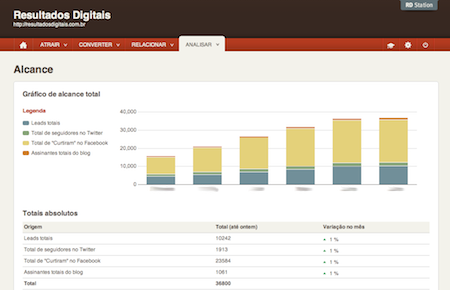 RD Station
Resultados Digitais
http://resultadosdigitais.com.br
ATRAIR CONVERTER RELACIONAR ANALISAR
Alcance
Gráfico de alcance total
Legenda
Leads totais
Total de seguidores no Twitter
Total de "Curtiram" no Facebook
Assinantes totais do blog
40,000
30,000
20,000
10,000
0
Totais absolutos
Origem Total (até ontem) Variação no mês
Leads totais 10242 1 %
Total de seguidores no Twitter 1913 1 %
Total de "Curtiram" no Facebook 23584 1 %
Assinantes totais do blog 1061 1 %
Total 36800